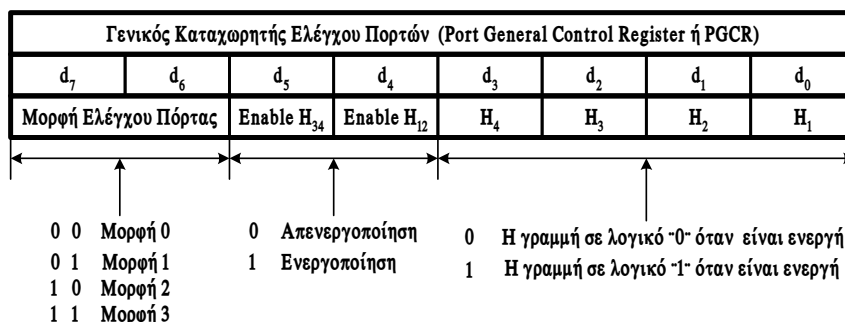 Γενικός Καταχωρητής Ελέγχου Πορτών (Port General Control Register ή PGCR)
d7 d6 d5 d4 d3 d2 d1 d0
Μορφή Ελέγχου Πόρτας Enable H34 Enable H12 H4 H3 H2 H1
0 0 Μορφή 0 0 Απενεργοποίηση 0 Η γραμμή σε λογικό "0" όταν είναι ενεργή
0 1 Μορφή 1 1 Ενεργοποίηση 1 Η γραμμή σε λογικό "1" όταν είναι ενεργή
1 0 Μορφή 2
1 1 Μορφή 3